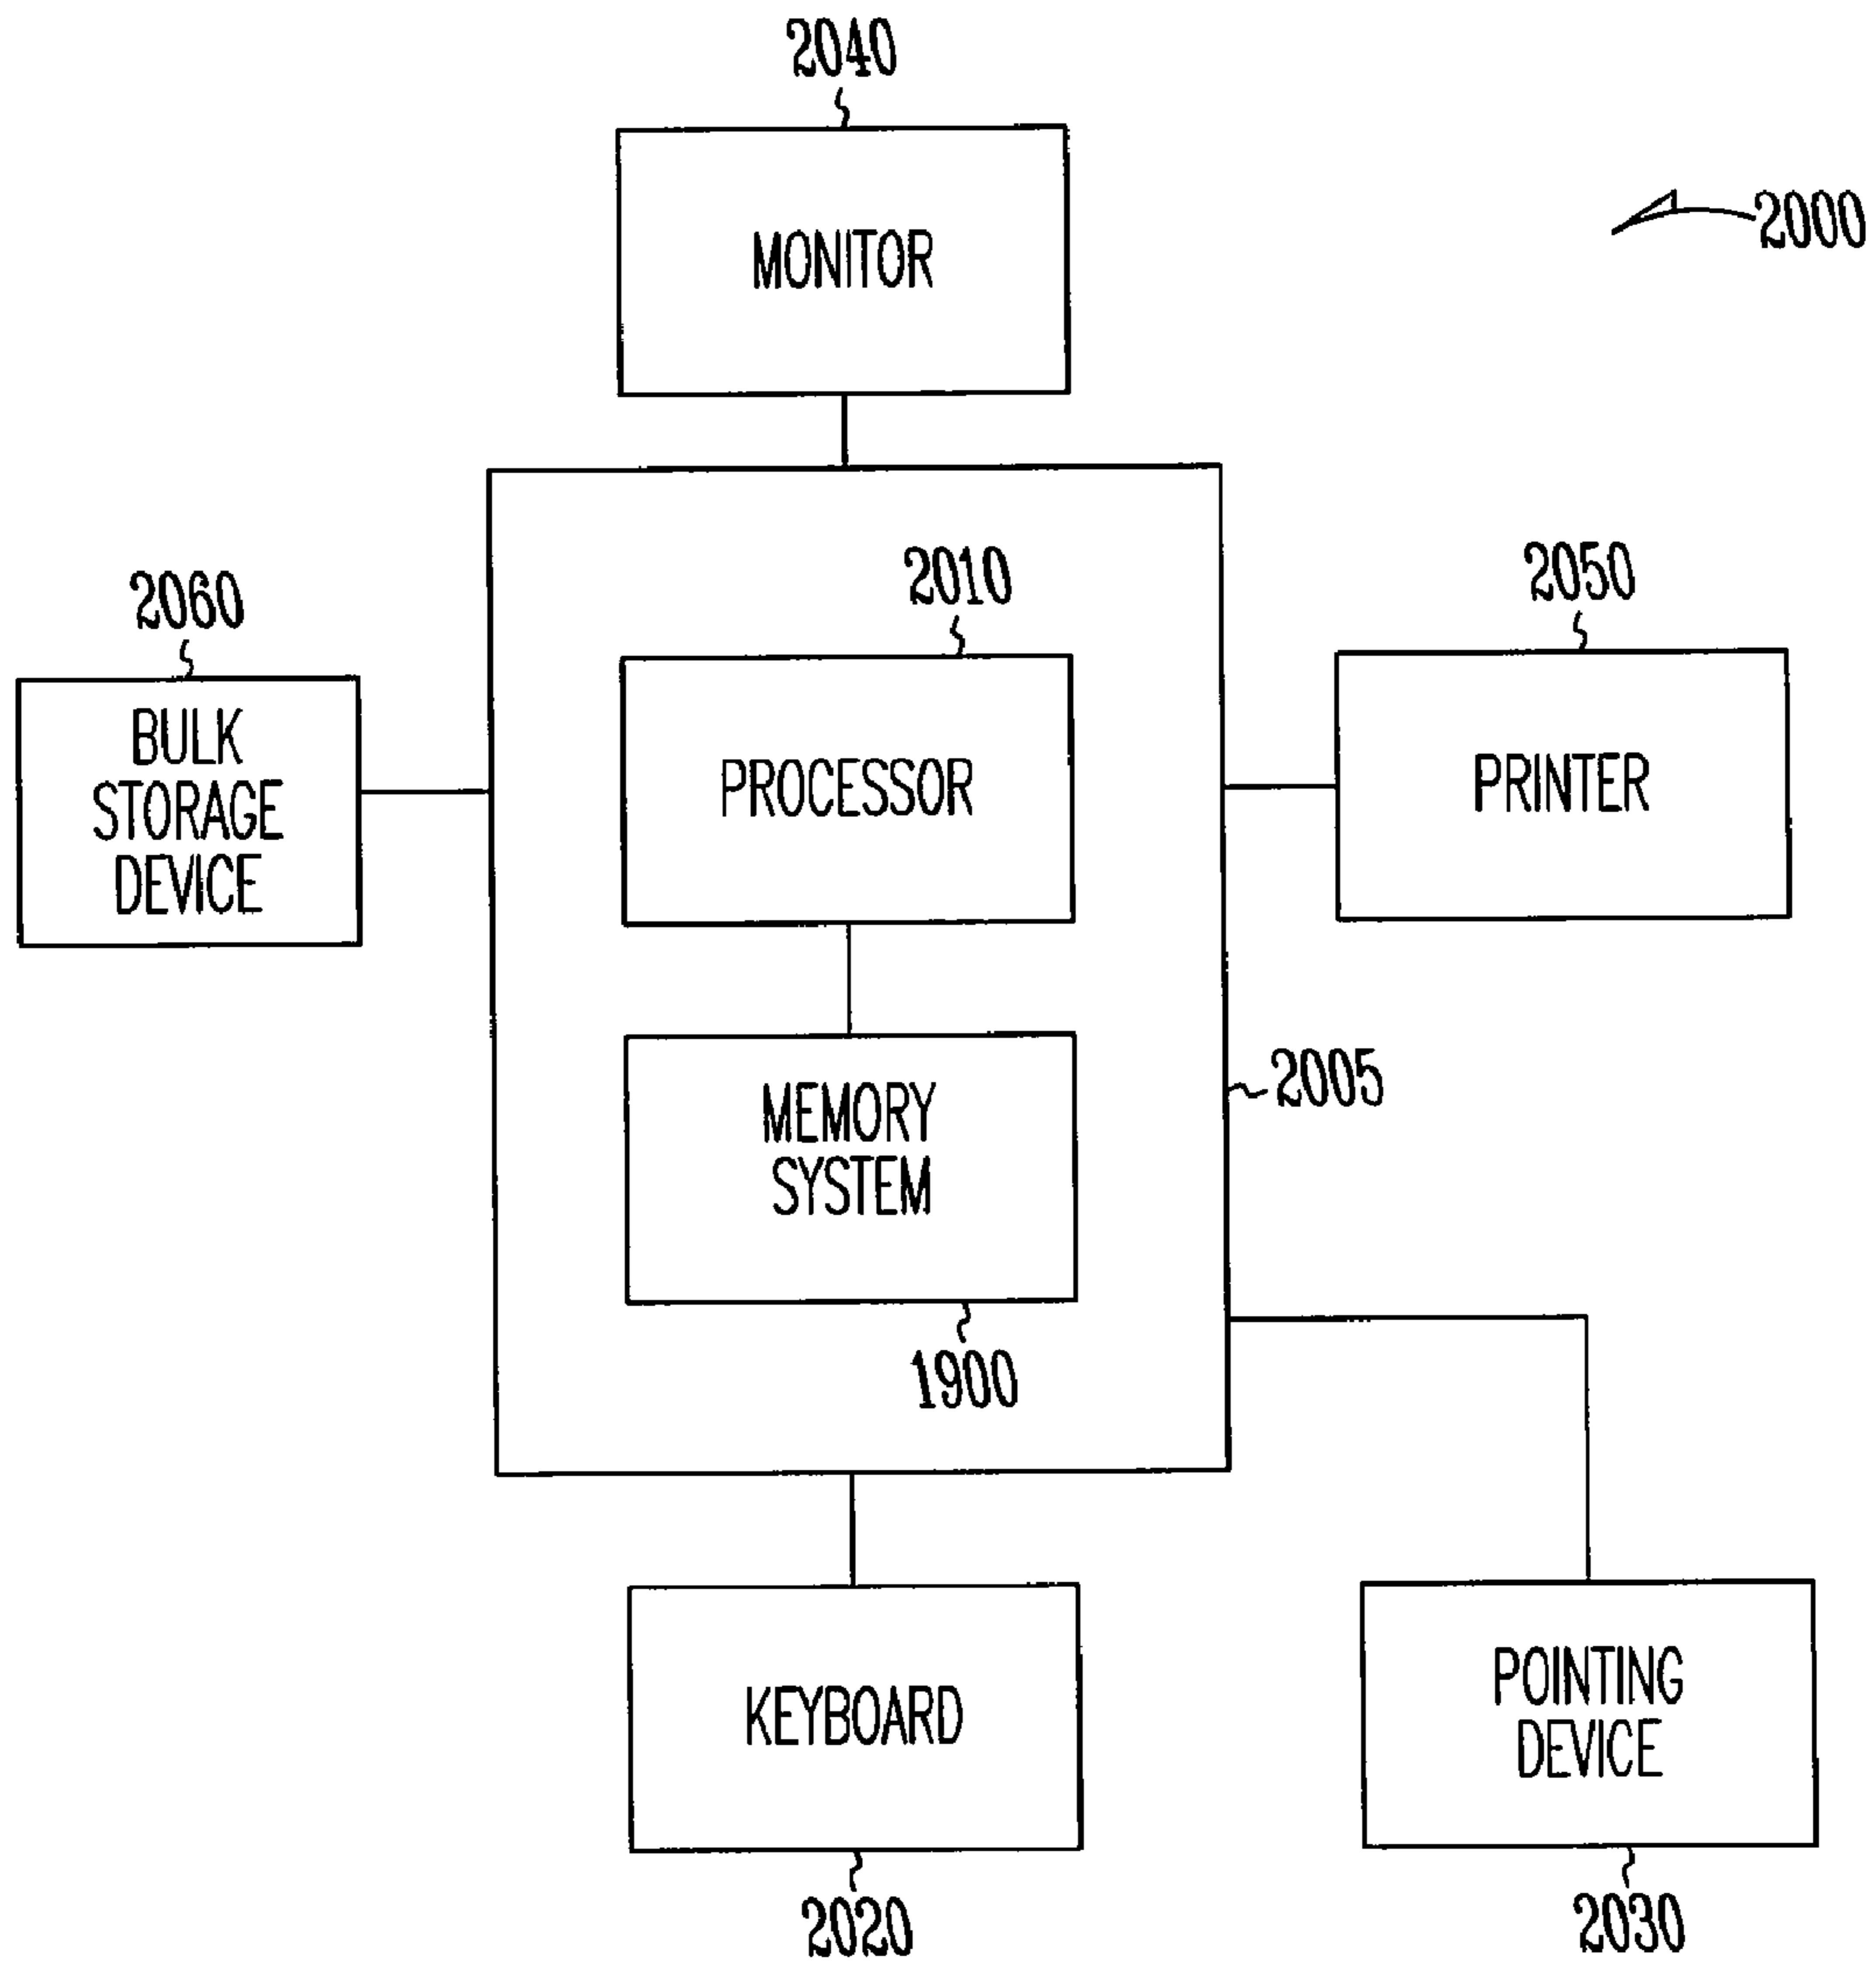 2040
MONITOR
2000
2060
BULK
STORAGE
DEVICE
2010
PROCESSOR
2050
PRINTER
MEMORY
SYSTEM
1900
2005
KEYBOARD
2020
POINTING
DEVICE
2030